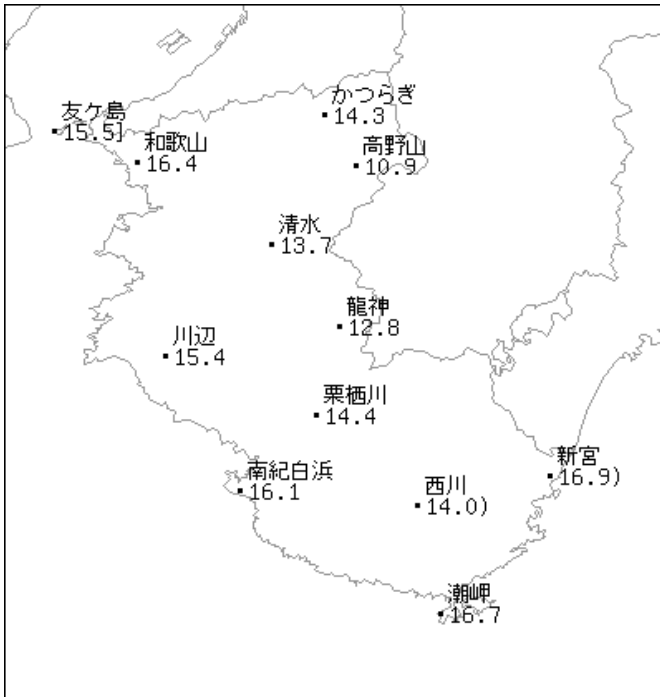 かつらぎ
14.3
友ケ島
15.5]
和歌山
16.4
高野山
10.9
清水
13.7
龍神
12.8
川辺
15.4
栗栖川
14.4
南紀白浜
16.1
西川
14.0)
新宮
16.9)
潮岬
16.7